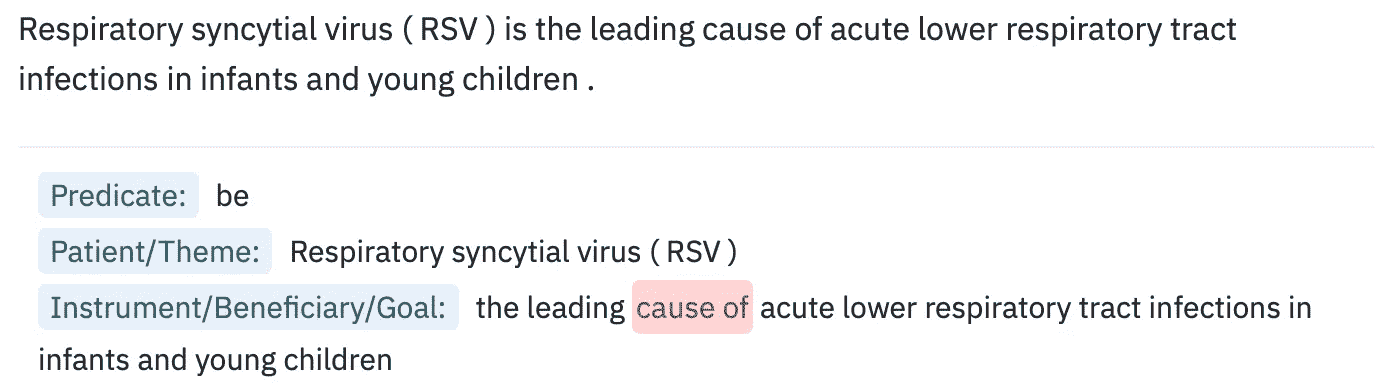 Respiratory syncytial virus ( RSV ) is the leading cause of acute lower respiratory tract
infections in infants and young children .
Predicate: be
Patient/Theme: Respiratory syncytial virus ( RSV )
Instrument/Beneficiary/Goal: the leading cause of acute lower respiratory tract infections in
infants and young children